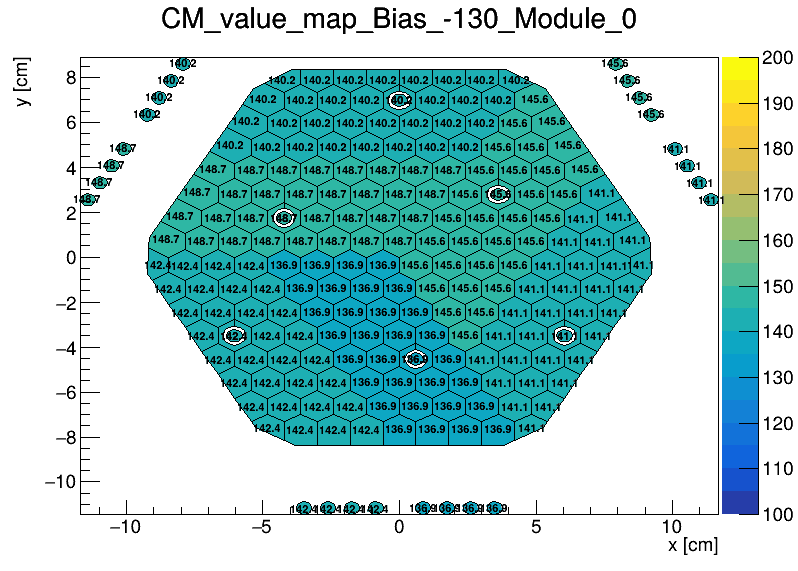 CM_value_map_Bias_-130_Module_0
y [cm]
140.2 145.6
8 140.2 140.2 140.2 140.2 140.2 140.2 140.2 140.2 140.2 145.6
140.2 140.2 140.2 140.2 140.2 40.2 140.2 140.2 140.2 145.6 145.6
6 140.2 140.2 140.2 140.2 140.2 140.2 140.2 140.2 140.2 145.6 145.6 145.6
148.7 140.2 140.2 140.2 140.2 140.2 140.2 140.2 140.2 145.6 145.6 145.6 141.1
4 148.7 148.7 148.7 148.7 148.7 148.7 148.7 148.7 145.6 145.6 145.6 145.6 145.6 141.1
148.7 148.7 148.7 148.7 148.7 148.7 148.7 148.7 148.7 145.6 45.6 145.6 145.6 141.1 141.1
2 148.7 148.7 148.7 148.7 48.7 148.7 148.7 148.7 148.7 145.6 145.6 145.6 145.6 141.1 141.1 141.1
148.7 148.7 148.7 148.7 148.7 148.7 148.7 148.7 145.6 145.6 145.6 145.6 141.1 141.1 141.1
0 142.4 142.4 142.4 142.4 136.9 136.9 136.9 136.9 145.6 145.6 145.6 145.6 141.1 141.1 141.1 141.1
142.4 142.4 142.4 142.4 136.9 136.9 136.9 136.9 145.6 145.6 145.6 141.1 141.1 141.1 141.1
−2 142.4 142.4 142.4 142.4 136.9 136.9 136.9 136.9 145.6 145.6 141.1 141.1 141.1 141.1
142.4 42.4 142.4 142.4 136.9 136.9 136.9 136.9 145.6 141.1 141.1 41.1 141.1
−4 142.4 142.4 142.4 142.4 136.9 136.9 136.9 136.9 141.1 141.1 141.1 141.1
142.4 142.4 142.4 142.4 136.9 136.9 136.9 136.9 141.1 141.1 141.1
−6 142.4 142.4 142.4 142.4 136.9 136.9 136.9 136.9 141.1 141.1
−8 142.4 142.4 142.4 142.4 136.9 136.9 136.9 136.9 141.1
−10
142.4 142.4 142.4 142.4 136.9 136.9 136.9 136.9
−10 −5 0 5 10
x [cm]
200
190
180
170
160
150
140
130
120
110
100